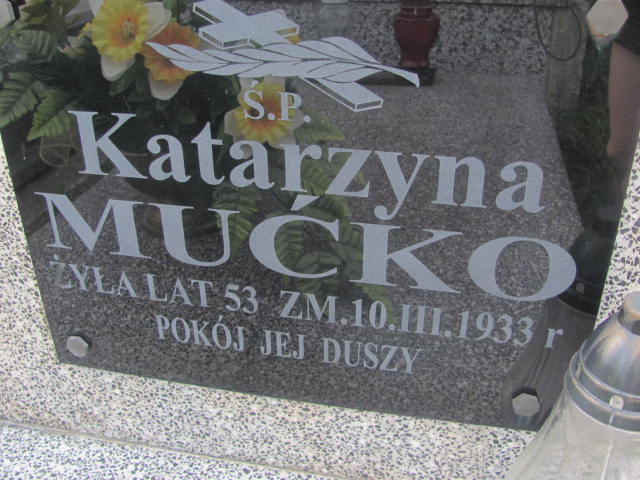 Ś.P.
Katarzyna
MUĆKO
ŻYŁA LAT 53 ZM.10.III.1933 r
POKÓJ JEJ DUSZY